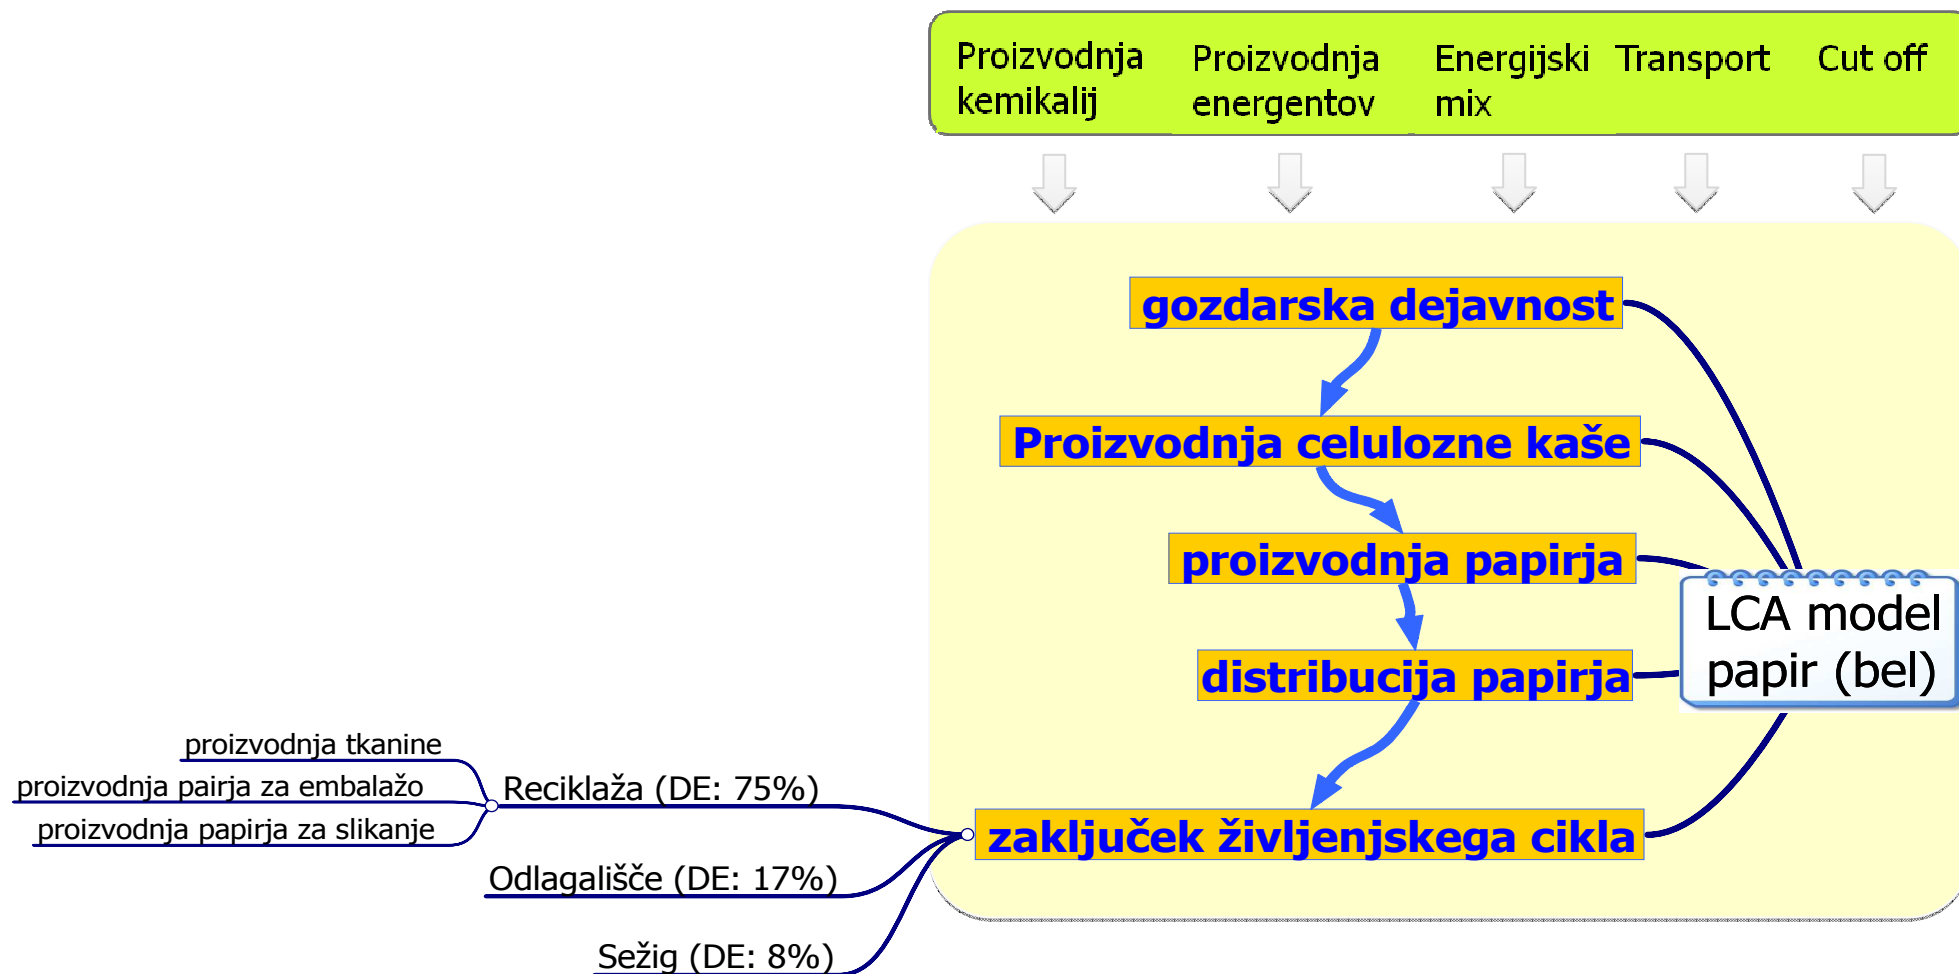 Proizvodnja
kemikalij
Proizvodnja
energentov
Energijski
mix
Transport
Cut off
gozdarska dejavnost
Proizvodnja celulozne kaše
proizvodnja papirja
LCA model
papir (bel)
distribucija papirja
zaključek življenjskega cikla
Reciklaža (DE: 75%)
proizvodnja tkanine
proizvodnja pairja za embalažo
proizvodnja papirja za slikanje
Odlagališče (DE: 17%)
Sežig (DE: 8%)